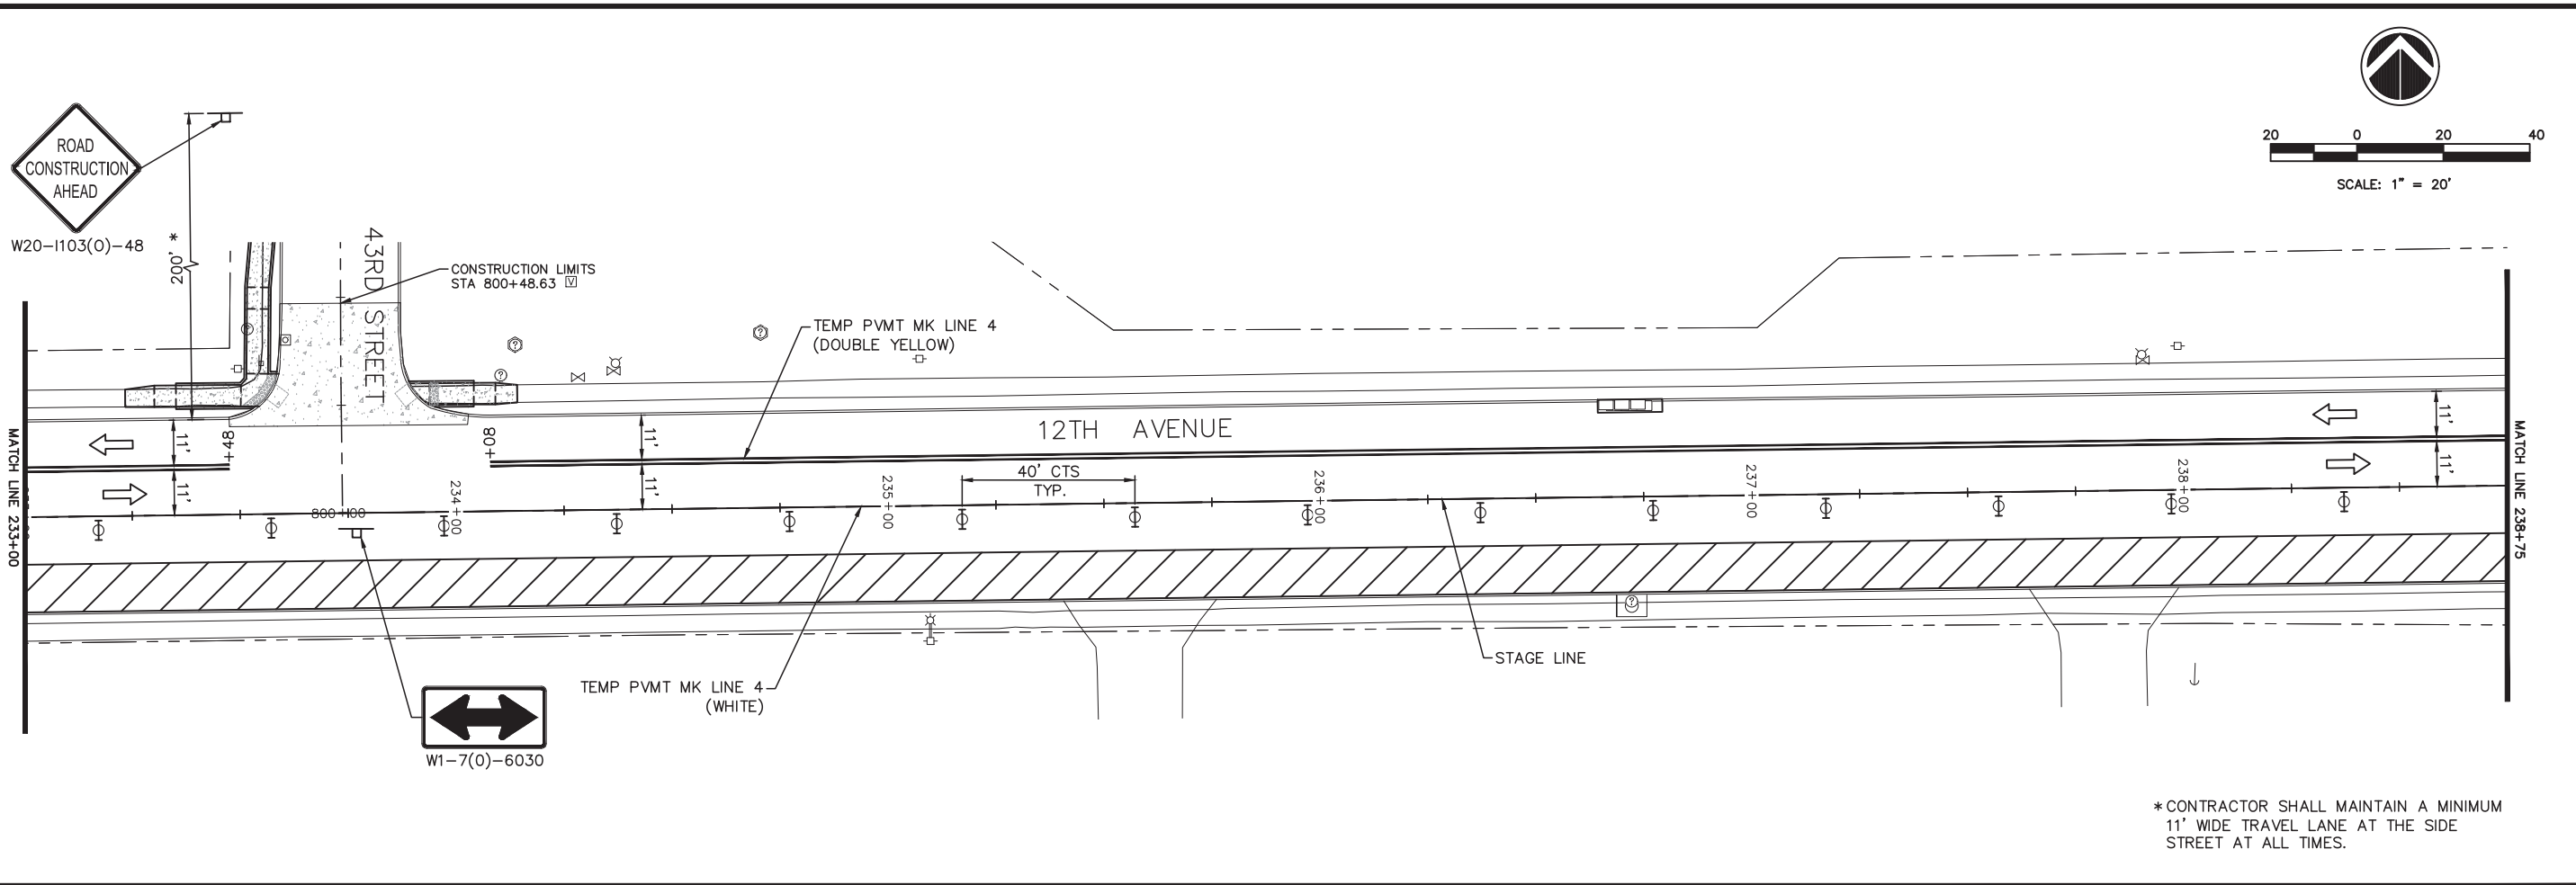 ROAD
CONSTRUCTION
AHEAD
W20-I103(O)-48
200' *
43RD STREET
CONSTRUCTION LIMITS
STA 800+48.63 V
20 0 20 40
SCALE: 1" = 20'
TEMP PVMT MK LINE 4
(DOUBLE YELLOW)
12TH AVENUE
MATCH LINE 233+00
11'
11'
48+
80+
11'
11'
40' CTS
TYP.
11'
11'
MATCH LINE 238+75
800+00
234+00
235+00
236+00
237+00
238+00
STAGE LINE
TEMP PVMT MK LINE 4
(WHITE)
W1-7(O)-6030
* CONTRACTOR SHALL MAINTAIN A MINIMUM
11' WIDE TRAVEL LANE AT THE SIDE
STREET AT ALL TIMES.